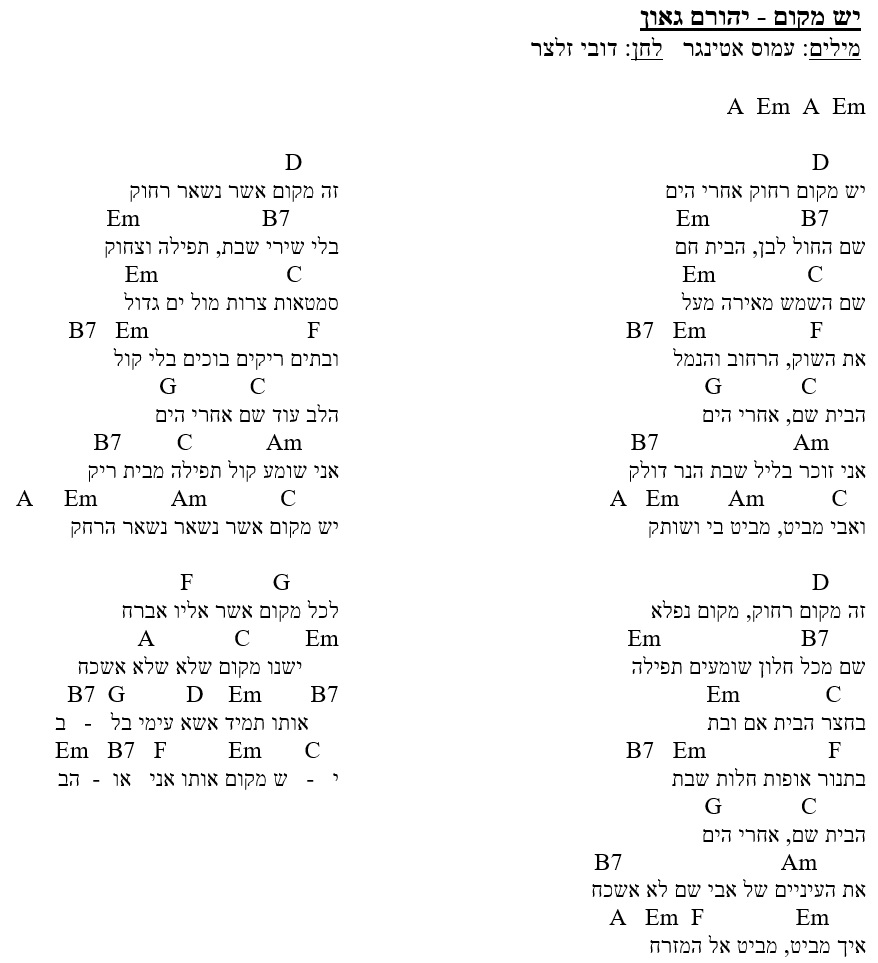 יש מקום - יהורם גאון
מילים: עמוס אטינגר לחן: דובי זלצר
A Em A Em
D
יש מקום רחוק אחרי הים
Em B7
שם החול לבן, הבית חם
Em C
שם השמש מאירה מעל
B7 Em F
את השוק, הרחוב והנמל
G C
הבית שם, אחרי הים
B7 Am
אני זוכר בליל שבת הנר דולק
A Em Am C
ואבי מביט, מביט בי ושותק
D
זה מקום רחוק, מקום נפלא
Em B7
שם מכל חלון שומעים תפילה
Em C
בחצר הבית אם ובת
B7 Em F
בתנור אופות חלות שבת
G C
הבית שם, אחרי הים
B7 Am
את העיניים של אבי שם לא אשכח
A Em F Em
איך מביט, מביט אל המזרח
D
זה מקום אשר נשאר רחוק
Em B7
בלי שירי שבת, תפילה וצחוק
Em C
סמטאות צרות מול ים גדול
B7 Em F
ובתים ריקים בוכים בלי קול
G C
הלב עוד שם אחרי הים
B7 C Am
אני שומע קול תפילה מבית ריק
A Em Am C
יש מקום אשר נשאר נשאר הרחק
F G
לכל מקום אשר אליו אברח
A C Em
ישנו מקום שלא שלא אשכח
B7 G D Em B7
אותו תמיד אשא עימי בל - ב
Em B7 F Em C
י - ש מקום אותו אני או - הב